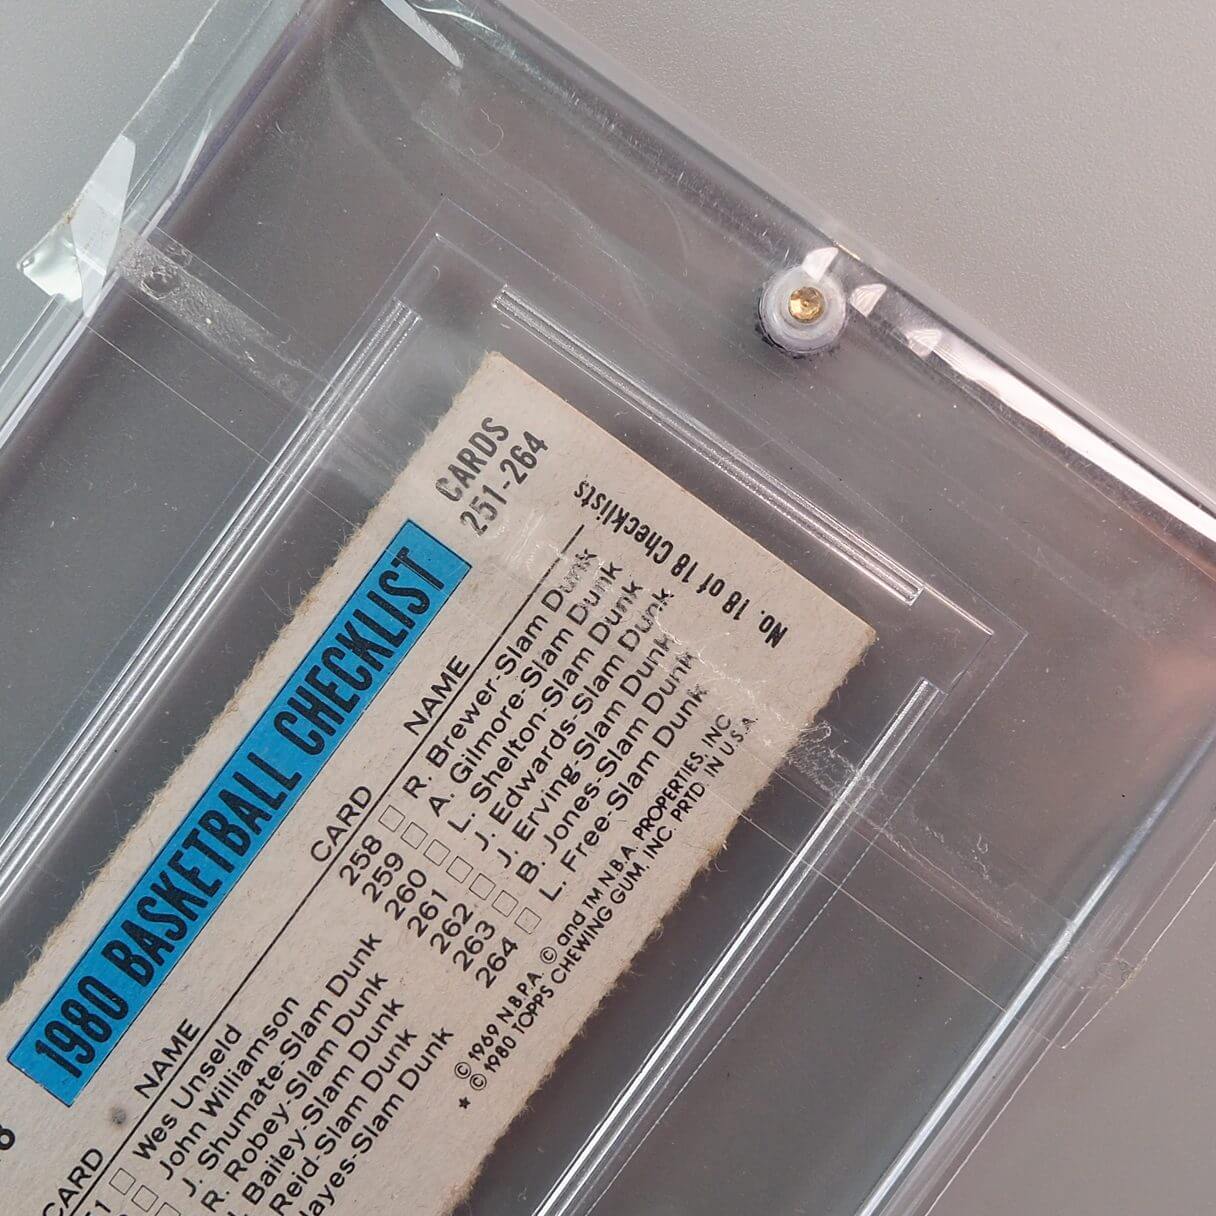 1980 BASKETBALL CHECKLIST
CARDS
251-264
CARD NAME
Wes Unseld
John Williamson
J. Shumate-Slam Dunk
R. Robey-Slam Dunk
Bailey-Slam Dunk
Reid-Slam Dunk
ayes-Slam Dunk
CARD NAME
258 R. Brewer-Slam Dunk
259 A. Gilmore-Slam Dunk
260 L. Shelton-Slam Dunk
261 J. Edwards-Slam Dunk
262 J. Erving-Slam Dunk
263 B. Jones-Slam Dunk
264 L. Free-Slam Dunk
No. 18 of 18 Checklists
© 1969 N.B.P.A. © and TM N.B.A. PROPERTIES, INC.
★ © 1980 TOPPS CHEWING GUM, INC. PRTD IN U.S.A.